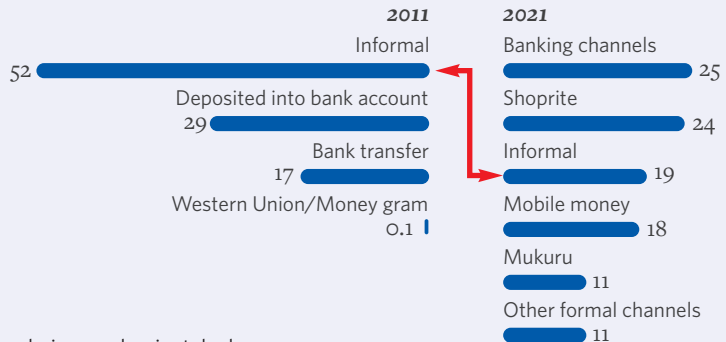 2011
Informal
52
Deposited into bank account
29
Bank transfer
17
Western Union/Money gram
0.1
2021
Banking channels
25
Shoprite
24
Informal
19
Mobile money
18
Mukuru
11
Other formal channels
11